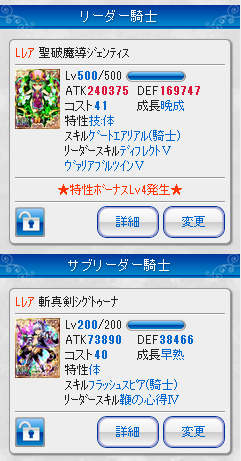 リーダー騎士
Lレア 聖破魔導ジェンティス
Lv500/500
ATK240375 DEF169747
コスト41 成長晩成
特性技·体
スキルゲートエアリアル(騎士)
リーダースキルディフレクトⅤ
ヴァリアブルツインⅤ
★特性ボーナスLv4発生★
詳細 変更
サブリーダー騎士
Lレア 斬真剣シグトゥーナ
Lv200/200
ATK73890 DEF38466
コスト40 成長早熟
特性体
スキルフラッシュスピア(騎士)
リーダースキル鞭の心得Ⅳ
詳細 変更